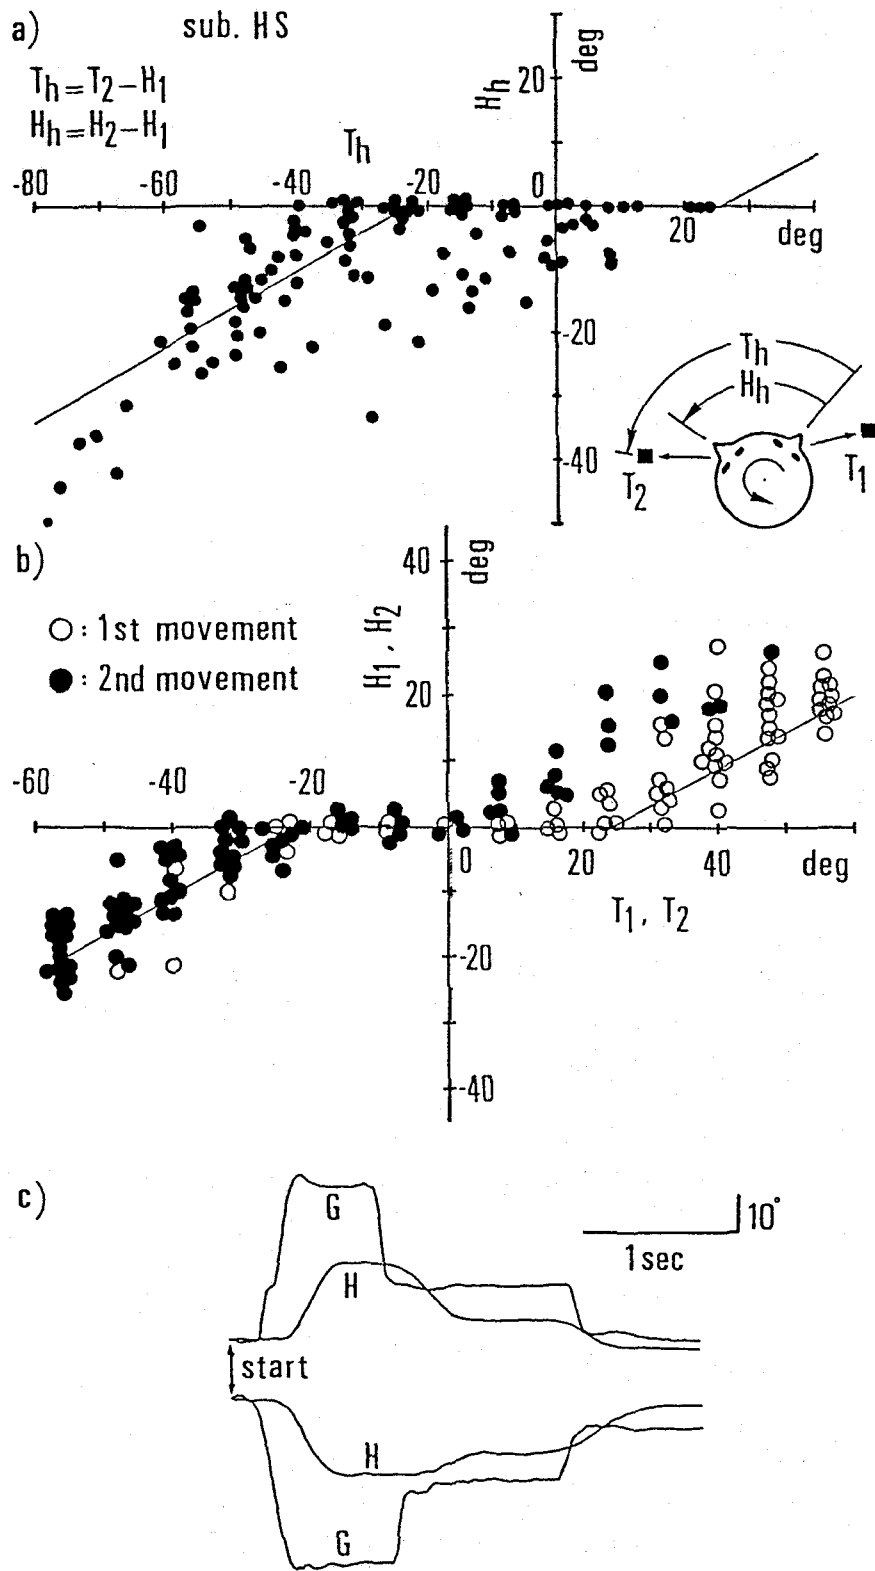 a)
sub. HS
Th=T2-H1
Hh=H2-H1
Th
-80 -60 -40 -20 0 20 deg
Hh 20 deg
-20
-40
Th
Hh
T2
T1
b)
○: 1st movement
●: 2nd movement
H1, H2
40 deg
20
-60 -40 -20 0 20 40 deg
T1, T2
-20
-40
c)
G
10°
1sec
H
start
H
G